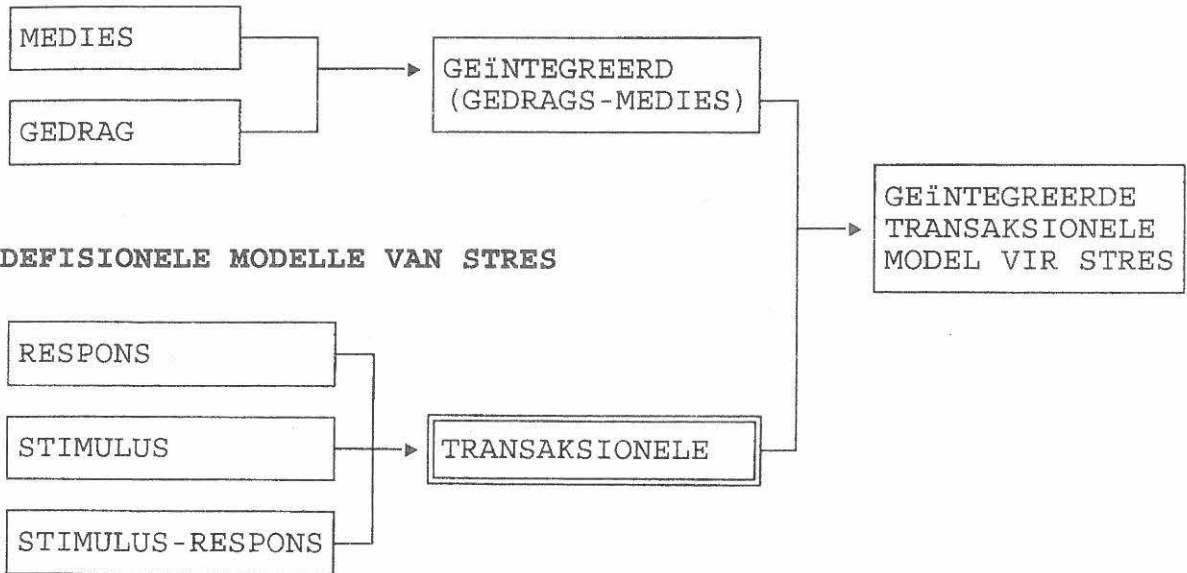 MEDIES
GEDRAG
GEïNTEGREERD
(GEDRAGS-MEDIES)
GEïNTEGREERDE
TRANSAKSIONELE
MODEL VIR STRES
DEFISIONELE MODELLE VAN STRES
RESPONS
STIMULUS
STIMULUS-RESPONS
TRANSAKSIONELE